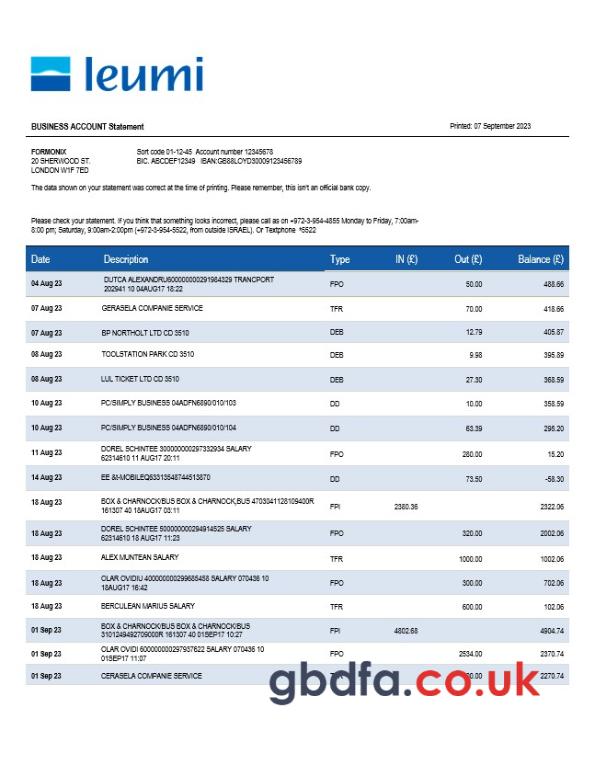 leumi
BUSINESS ACCOUNT Statement Printed: 07 September 2023
FORMONIX Sort code 01-12-45 Account number 12345678
20 SHERWOOD ST. BIC. ABCDEF12349 IBAN:GB88LOYD30009123456789
LONDON W1F 7ED
The data shown on your statement was correct at the time of printing. Please remember, this isn't an official bank copy.
Please check your statement. If you think that something looks incorrect, please call as on +972-3-954-4855 Monday to Friday, 7:00am-
8:00 pm; Saturday, 9:00am-2:00pm (+972-3-954-5522, from outside ISRAEL). Or Textphone *5522
Date Description Type IN (£) Out (£) Balance (£)
04 Aug 23 DUTCA ALEXANDRU600000000291984329 TRANCPORT FPO 50.00 488.66
202941 10 04AUG17 18:22
07 Aug 23 GERASELA COMPANIE SERVICE TFR 70.00 418.66
07 Aug 23 BP NORTHOLT LTD CD 3510 DEB 12.79 405.87
08 Aug 23 TOOLSTATION PARK CD 3510 DEB 9.98 395.89
08 Aug 23 LUL TICKET LTD CD 3510 DEB 27.30 368.59
10 Aug 23 PC/SIMPLY BUSINESS 04ADFN6890/010/103 DD 10.00 358.59
10 Aug 23 PC/SIMPLY BUSINESS 04ADFN6890/010/104 DD 63.39 295.20
11 Aug 23 DOREL SCHINTEE 300000000297332934 SALARY FPO 280.00 15.20
62314610 11 AUG17 20:11
14 Aug 23 EE &t-MOBILEQ63313548744513870 DD 73.50 -58.30
18 Aug 23 BOX & CHARNOCK/BUS BOX & CHARNOCK,BUS 4703041128109400R FPI 2380.36 2322.06
161307 40 18AUG17 03:11
18 Aug 23 DOREL SCHINTEE 500000000294914525 SALARY FPO 320.00 2002.06
62314610 18 AUG17 11:23
18 Aug 23 ALEX MUNTEAN SALARY TFR 1000.00 1002.06
18 Aug 23 OLAR OVIDIU 400000000299685458 SALARY 070436 10 FPO 300.00 702.06
18AUG17 16:42
18 Aug 23 BERCULEAN MARIUS SALARY TFR 600.00 102.06
01 Sep 23 BOX & CHARNOCK/BUS BOX & CHARNOCK/BUS FPI 4802.68 4904.74
3101249492709000R 161307 40 01SEP17 10:27
01 Sep 23 OLAR OVIDI 600000000297937622 SALARY 070436 10 FPO 2534.00 2370.74
01SEP17 11:07
01 Sep 23 CERASELA COMPANIE SERVICE 2270.74
gbdfa.co.uk